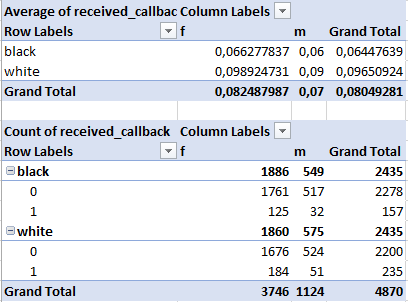 Average of received_callbac Column Labels
Row Labels f m Grand Total
black 0,066277837 0,06 0,06447639
white 0,098924731 0,09 0,09650924
Grand Total 0,082487987 0,07 0,08049281
Count of received_callback Column Labels
Row Labels f m Grand Total
black 1886 549 2435
0 1761 517 2278
1 125 32 157
white 1860 575 2435
0 1676 524 2200
1 184 51 235
Grand Total 3746 1124 4870